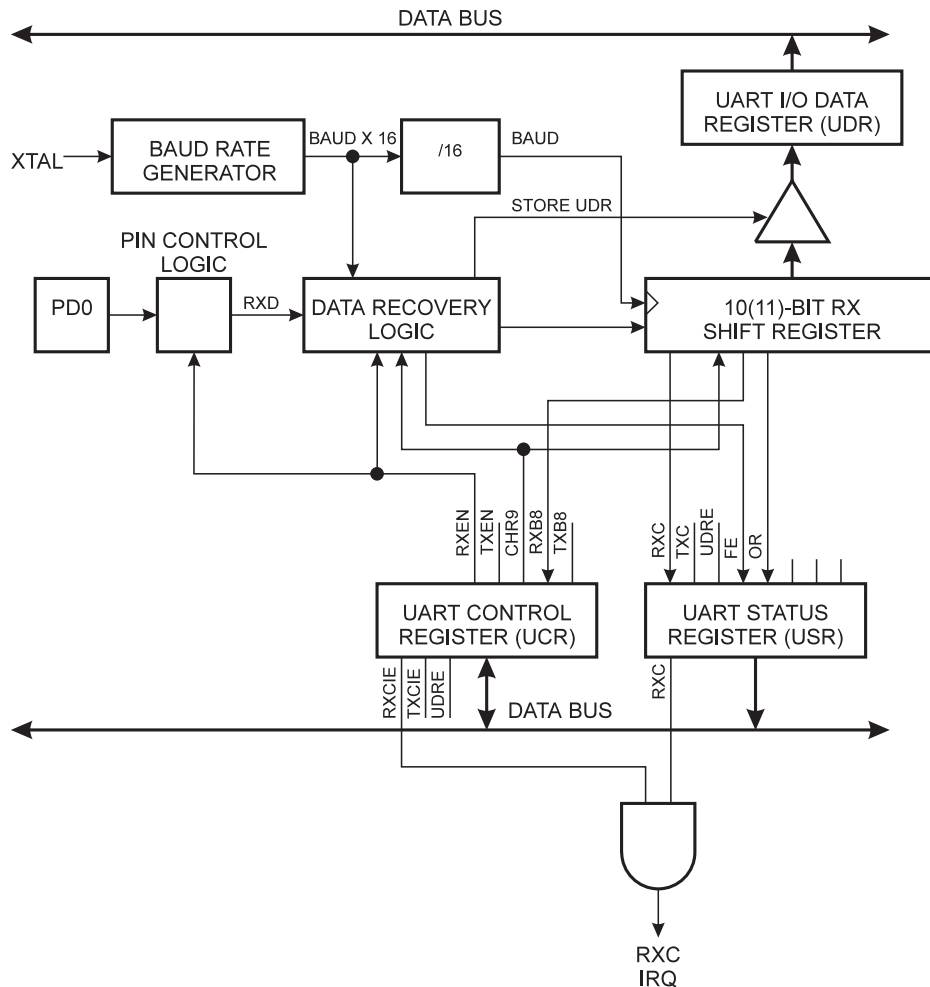 DATA BUS
UART I/O DATA
REGISTER (UDR)
XTAL
BAUD RATE
GENERATOR
BAUD X 16
/16
BAUD
STORE UDR
PIN CONTROL
LOGIC
PD0
RXD
DATA RECOVERY
LOGIC
10(11)-BIT RX
SHIFT REGISTER
RXEN
TXEN
CHR9
RXB8
TXB8
RXC
TXC
UDRE
FE
OR
UART CONTROL
REGISTER (UCR)
UART STATUS
REGISTER (USR)
RXCIE
TXCIE
UDRE
RXC
DATA BUS
RXC
IRQ